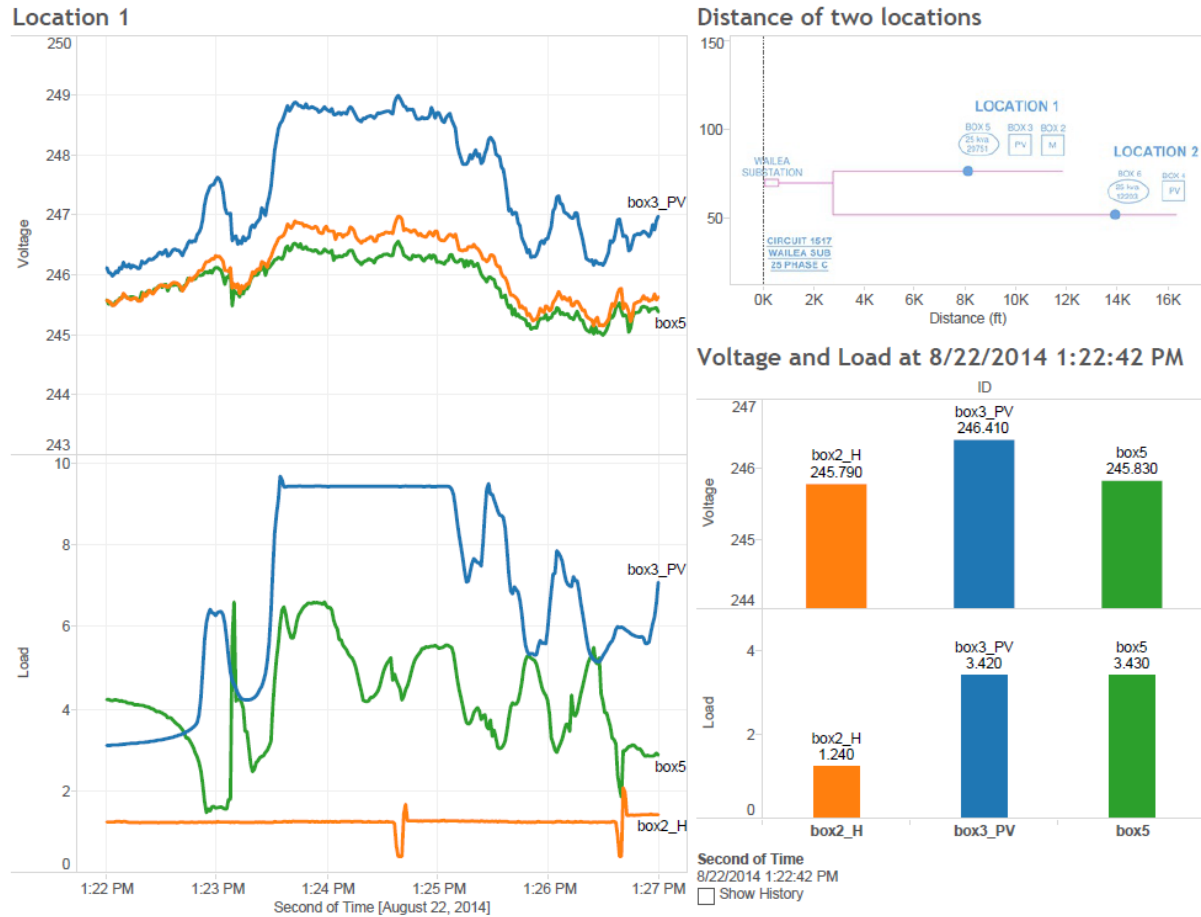 Location 1
250
249
248
247
246
245
244
243
Voltage
box3_PV
box5
10
8
6
4
2
0
Load
box3_PV
box5
box2_H
1:22 PM
1:23 PM
1:24 PM
1:25 PM
1:26 PM
1:27 PM
Second of Time [August 22, 2014]
Distance of two locations
150
100
50
LOCATION 1
BOX 5
BOX 3
BOX 2
25 kva
PV
M
LOCATION 2
WAILEA
SUBSTATION
BOX 6
BOX 4
25 kva
PV
CIRCUIT 1517
WAILEA SUB
25 PHASE C
0K
2K
4K
6K
8K
10K
12K
14K
16K
Distance (ft)
Voltage and Load at 8/22/2014 1:22:42 PM
ID
247
246
245
244
Voltage
box2_H
245.790
box3_PV
246.410
box5
245.830
4
2
0
Load
box2_H
1.240
box3_PV
3.420
box5
3.430
box2_H
box3_PV
box5
Second of Time
8/22/2014 1:22:42 PM
Show History